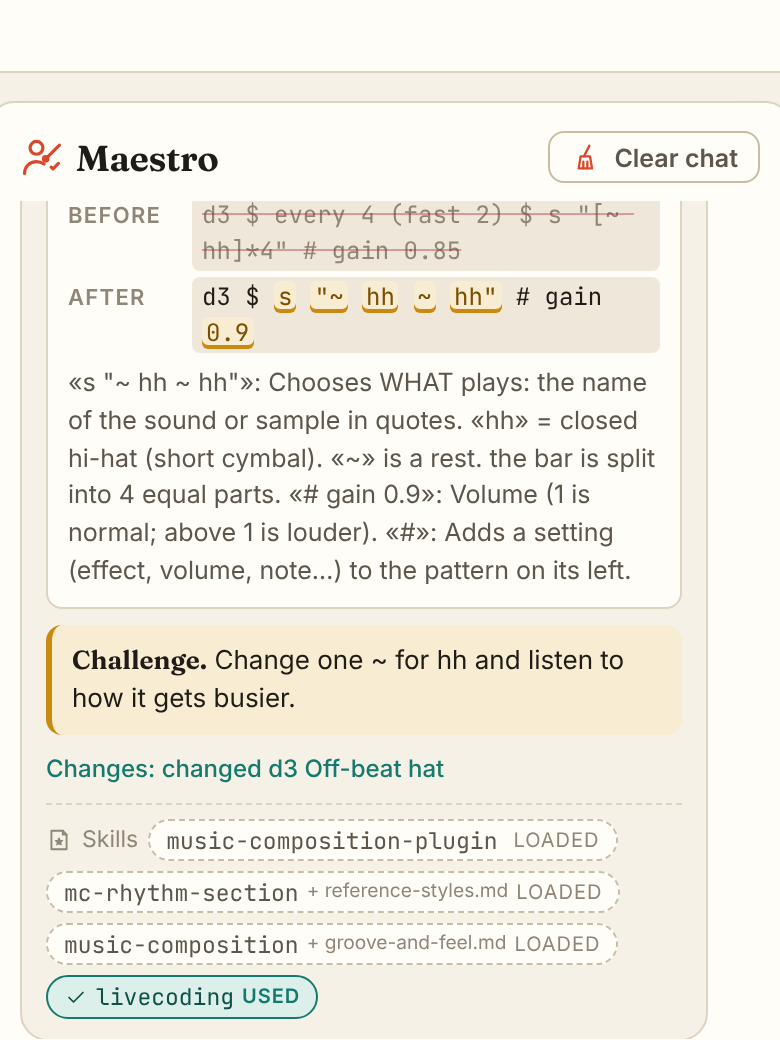 Maestro
Clear chat
BEFORE
d3 $ every 4 (fast 2) $ s "[~
hh]*4" # gain 0.85
AFTER
d3 $ s "~ hh ~ hh" # gain
0.9
«s "~ hh ~ hh"»: Chooses WHAT plays: the name
of the sound or sample in quotes. «hh» = closed
hi-hat (short cymbal). «~» is a rest. the bar is split
into 4 equal parts. «# gain 0.9»: Volume (1 is
normal; above 1 is louder). «#»: Adds a setting
(effect, volume, note…) to the pattern on its left.
Challenge. Change one ~ for hh and listen to
how it gets busier.
Changes: changed d3 Off-beat hat
Skills music-composition-plugin LOADED
mc-rhythm-section + reference-styles.md LOADED
music-composition + groove-and-feel.md LOADED
livecoding USED